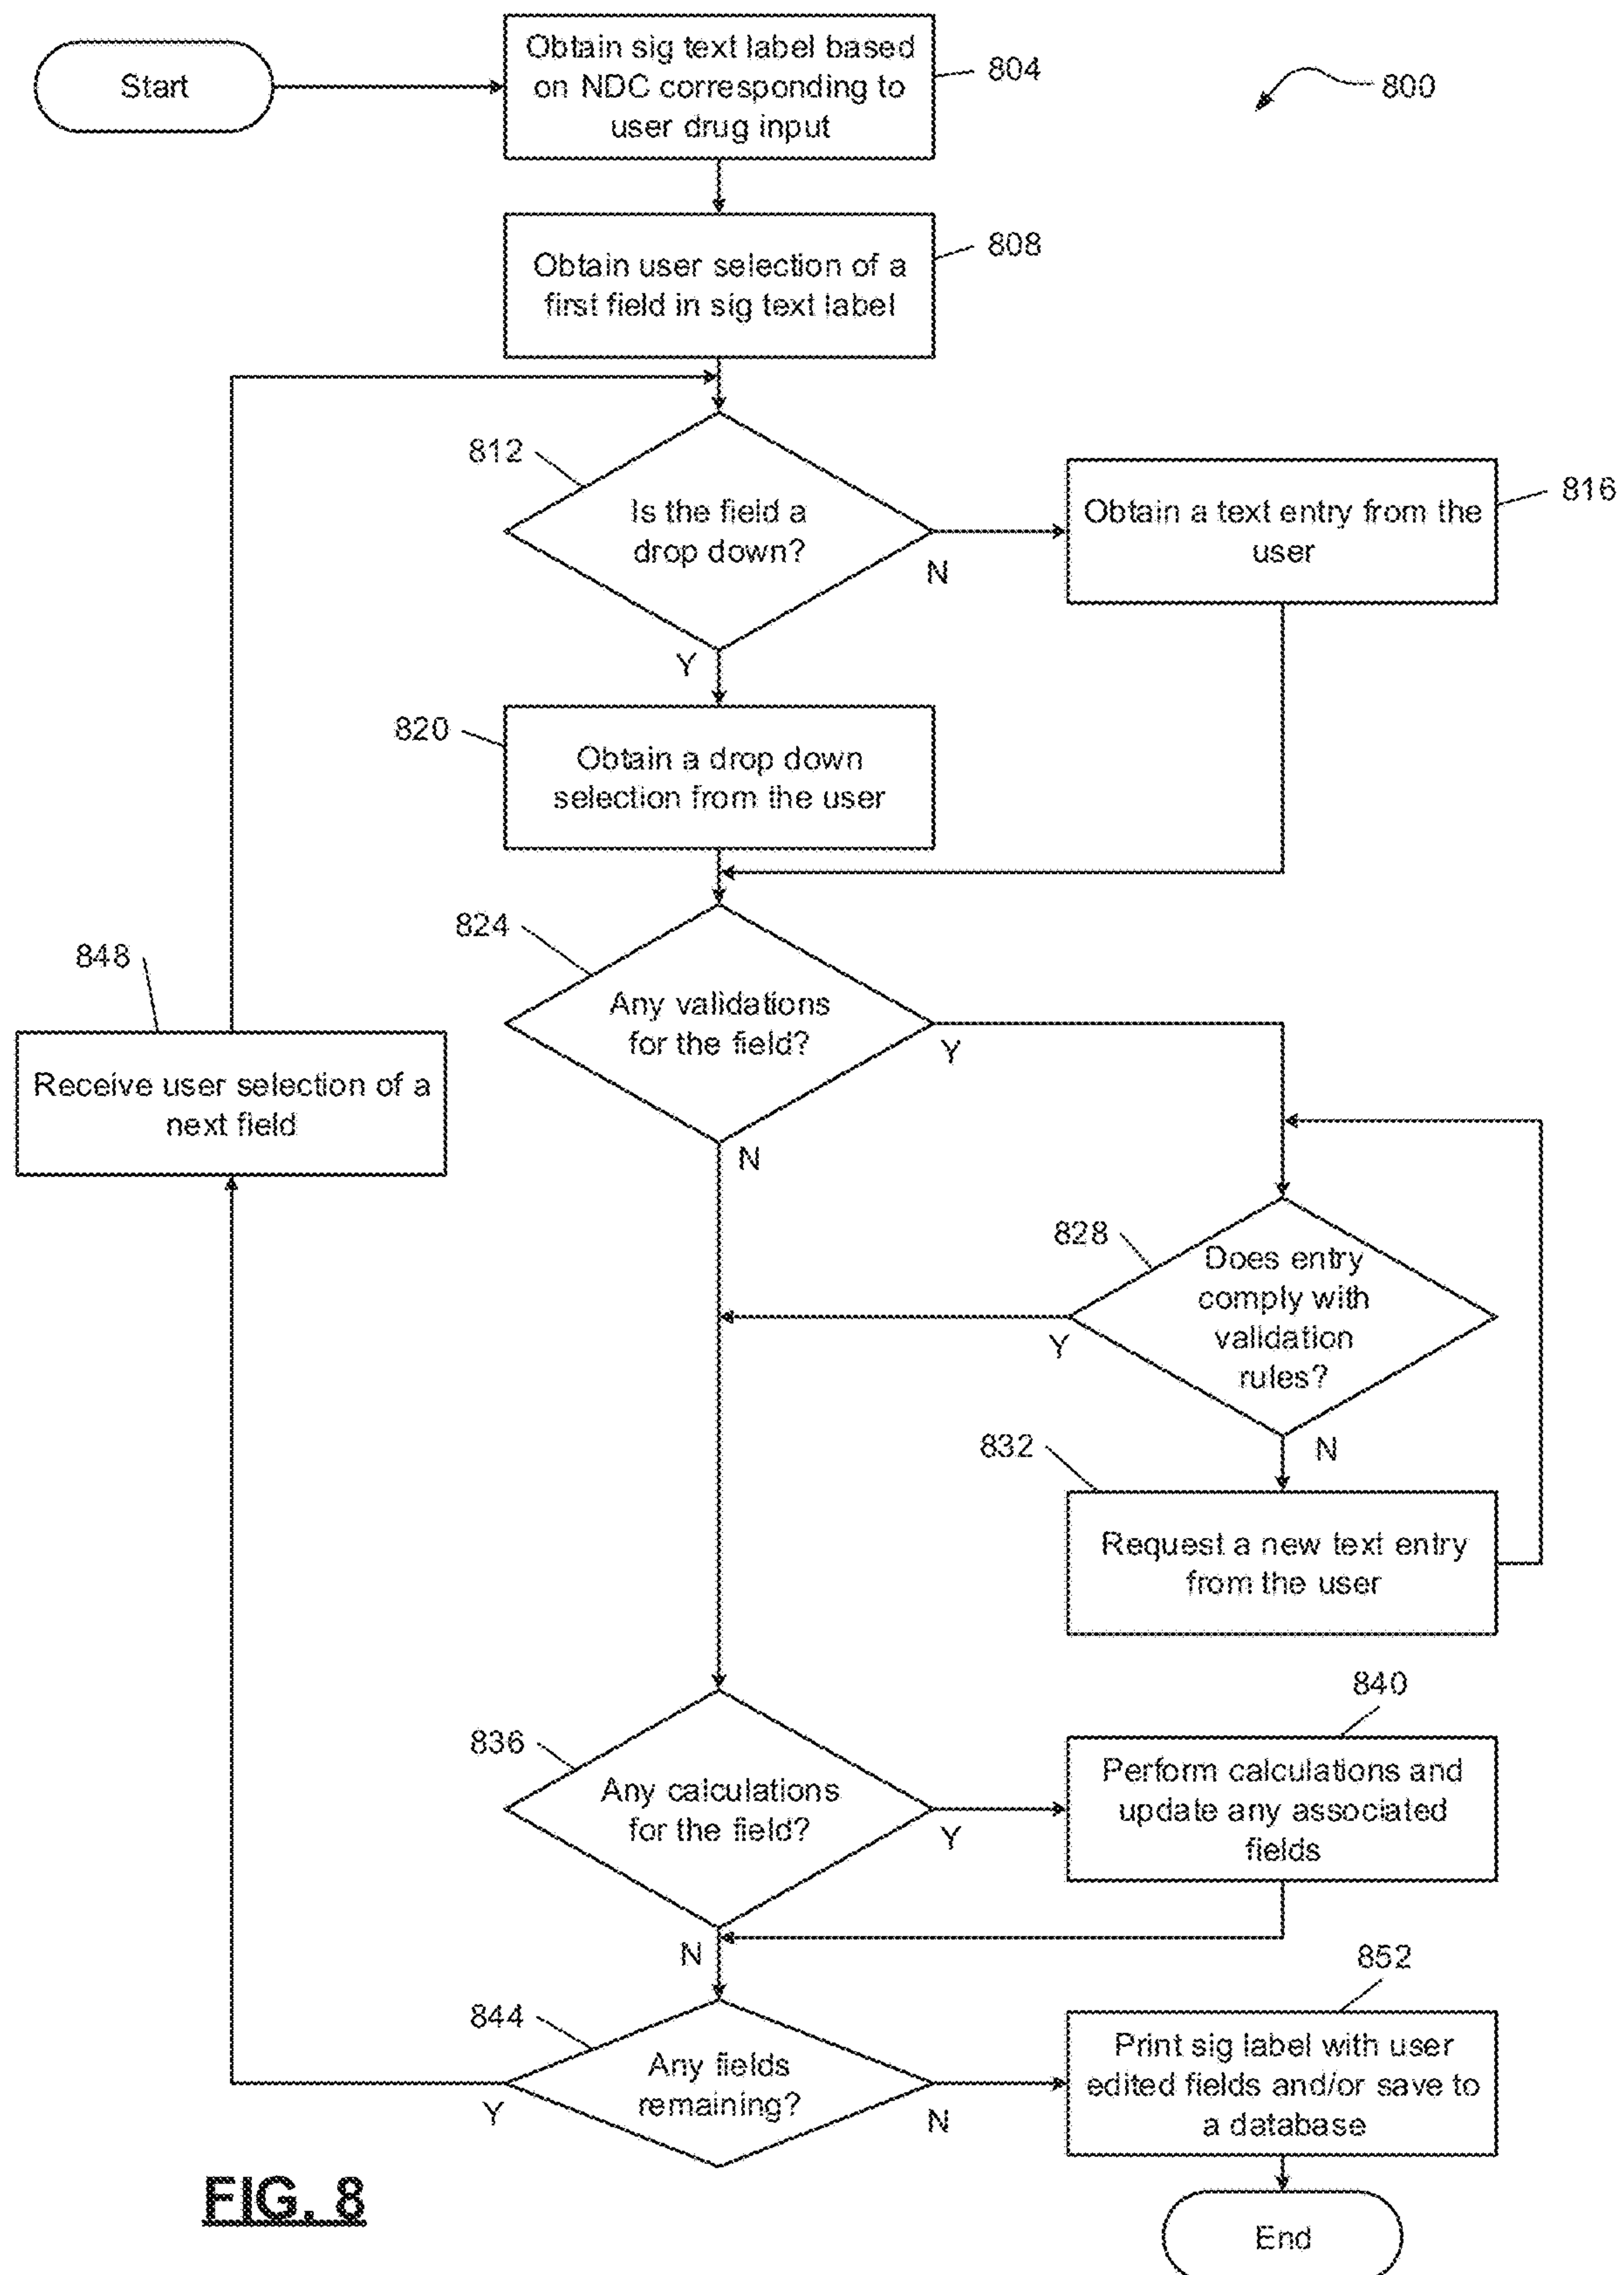 Start
Obtain sig text label based
on NDC corresponding to
user drug input
804
800
Obtain user selection of a
first field in sig text label
808
812
Is the field a
drop down?
N
Y
Obtain a text entry from the
user
816
820
Obtain a drop down
selection from the user
824
Any validations
for the field?
Y
N
848
Receive user selection of a
next field
828
Does entry
comply with
validation
rules?
Y
N
832
Request a new text entry
from the user
836
Any calculations
for the field?
Y
N
840
Perform calculations and
update any associated
fields
844
Any fields
remaining?
Y
N
852
Print sig label with user
edited fields and/or save to
a database
End
FIG. 8